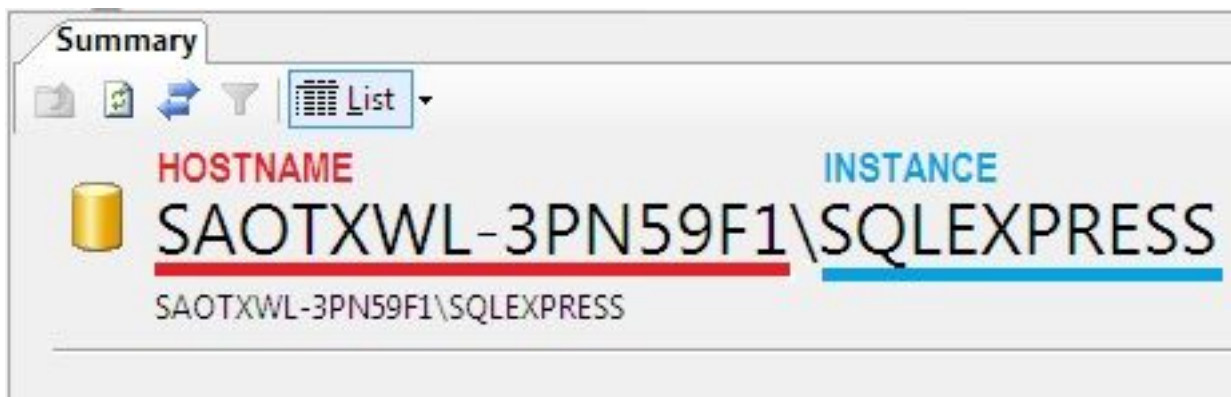 Summary
List
HOSTNAME INSTANCE
SAOTXWL-3PN59F1\SQLEXPRESS
SAOTXWL-3PN59F1\SQLEXPRESS